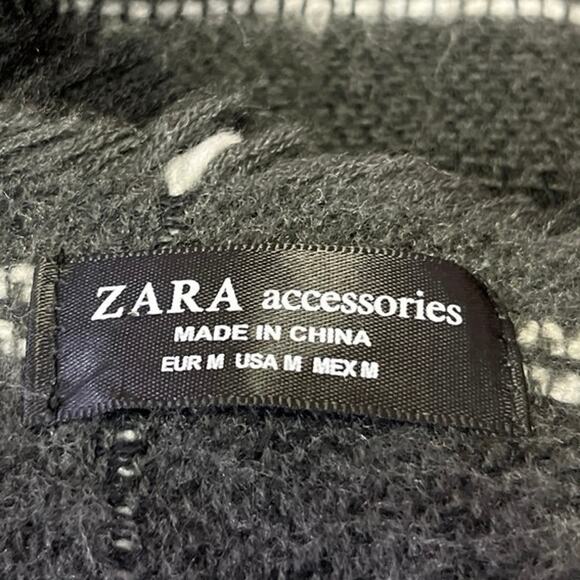 ZARA accessories
MADE IN CHINA
EUR M USA M MEX M